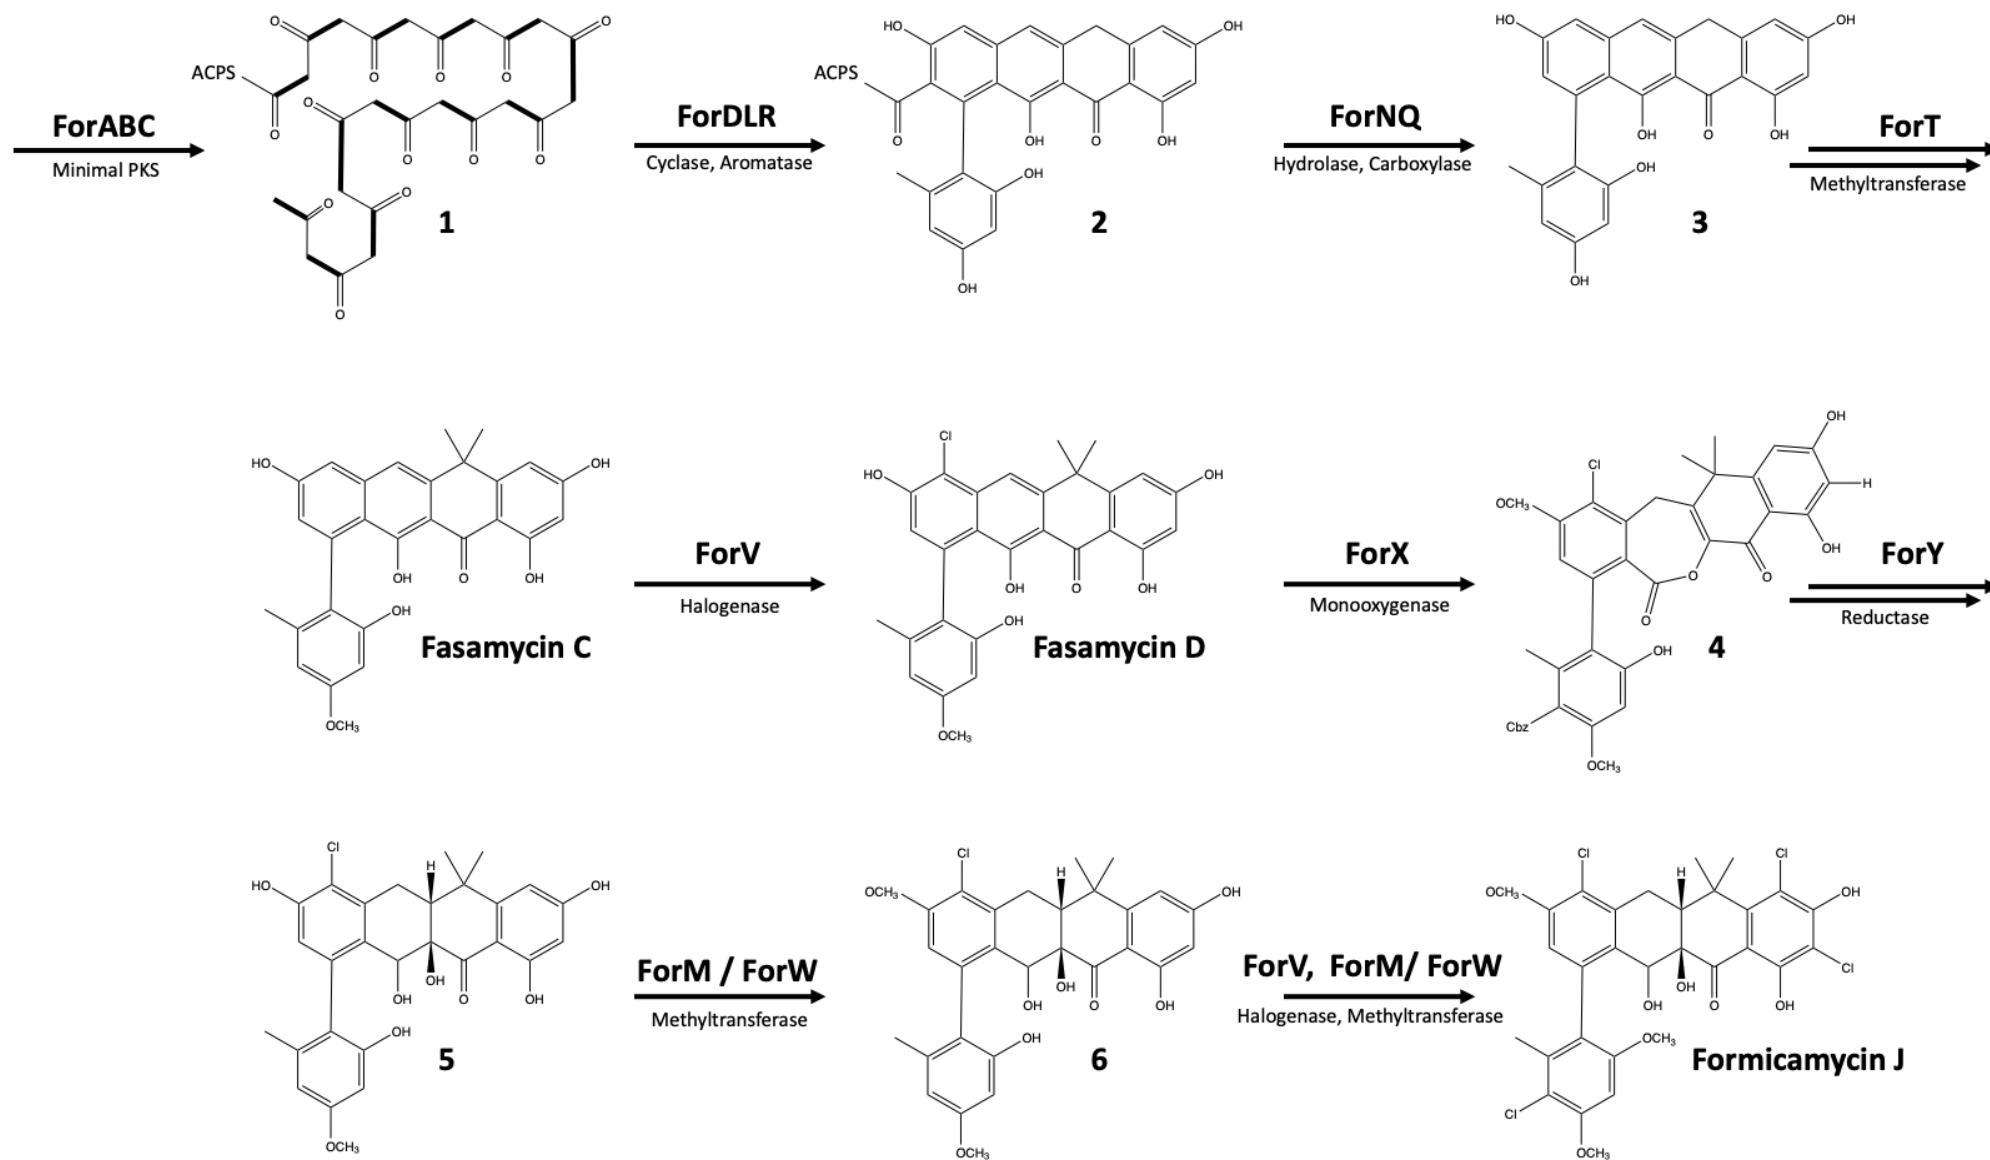 ForABC
Minimal PKS
O
O
ACPS
O
O
O
O
O
O
O
O
O
O
O
1
ForDLR
Cyclase, Aromatase
HO
OH
ACPS
O
OH
O
OH
OH
OH
2
ForNQ
Hydrolase, Carboxylase
HO
OH
OH
O
OH
OH
OH
3
ForT
Methyltransferase
HO
OH
OH
O
OH
OH
OCH₃
Fasamycin C
ForV
Halogenase
Cl
HO
OH
OH
O
OH
OH
OCH₃
Fasamycin D
ForX
Monooxygenase
OH
Cl
H
OCH₃
OH
O
O
O
OH
Cbz
OCH₃
4
ForY
Reductase
Cl
H
HO
OH
OH
OH
O
OH
OH
OCH₃
5
ForM / ForW
Methyltransferase
Cl
H
OCH₃
OH
OH
OH
O
OH
OH
OCH₃
6
ForV, ForM/ ForW
Halogenase, Methyltransferase
Cl
Cl
H
OCH₃
OH
Cl
OH
OH
O
OH
OCH₃
Cl
OCH₃
Formicamycin J